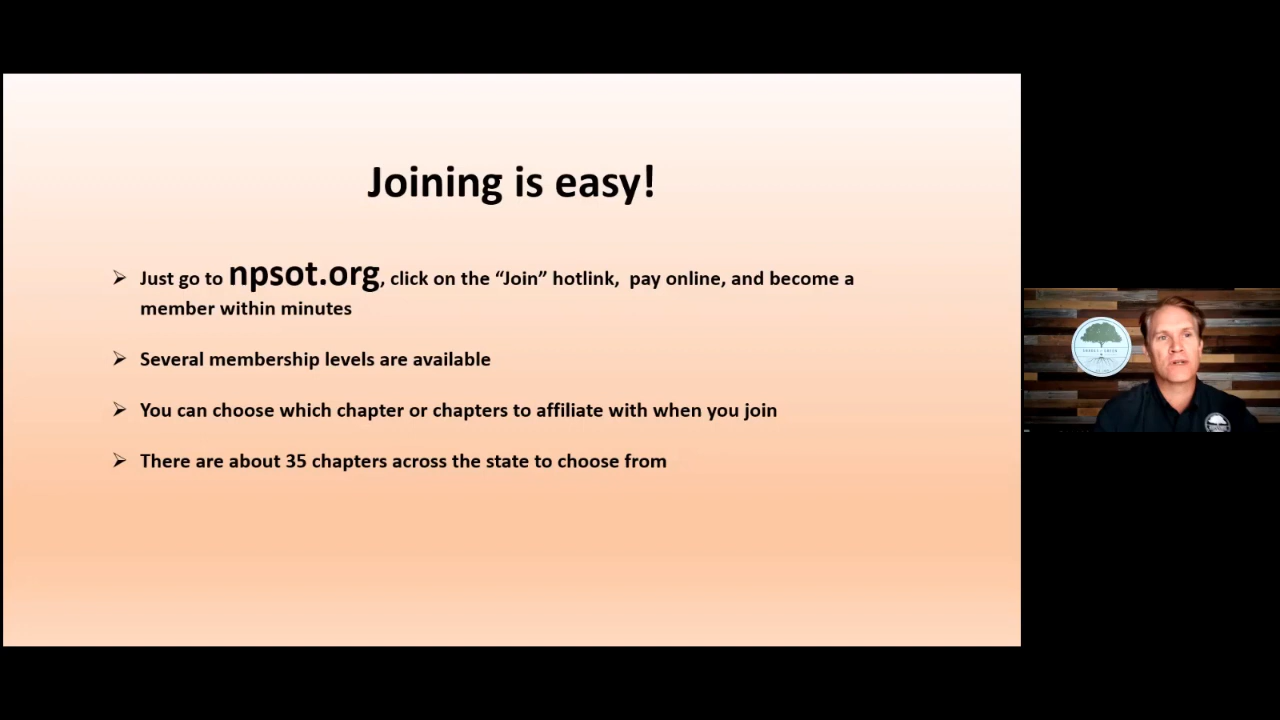 Joining is easy!
➢ Just go to npsot.org, click on the “Join” hotlink,  pay online, and become a
member within minutes
➢ Several membership levels are available
➢ You can choose which chapter or chapters to affiliate with when you join
➢ There are about 35 chapters across the state to choose from